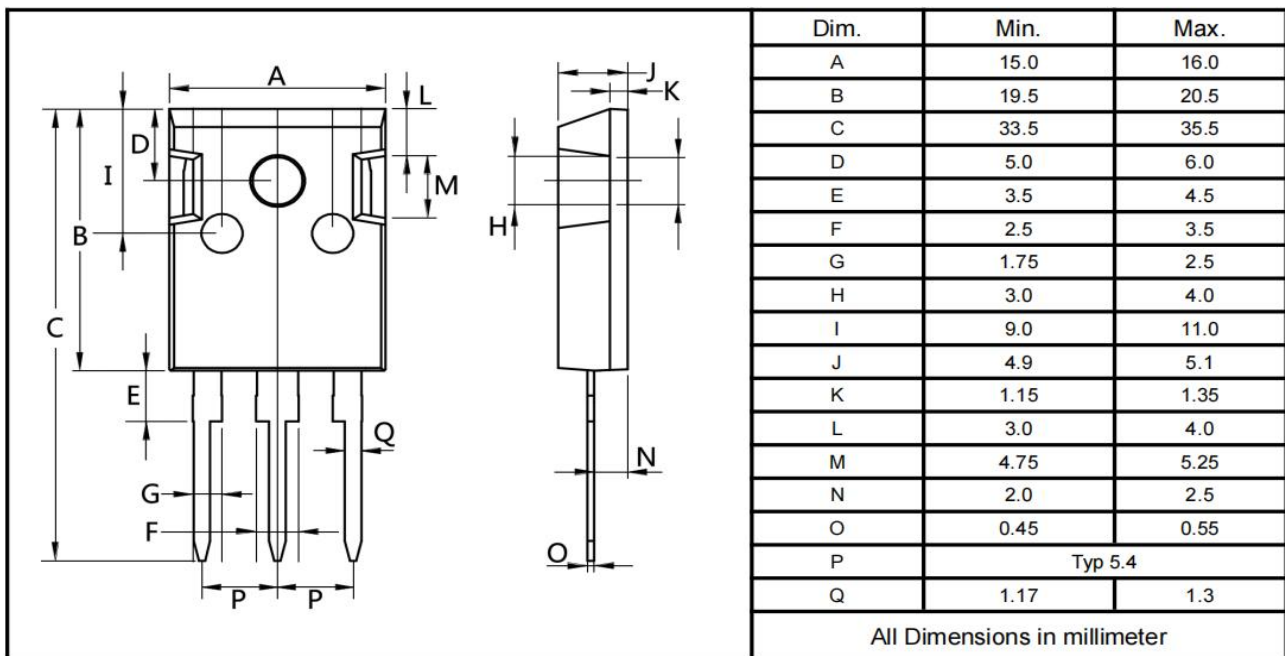 A
L
J
K
D
I
M
H
B
C
E
Q
N
G
F
O
P P
Dim. Min. Max.
A 15.0 16.0
B 19.5 20.5
C 33.5 35.5
D 5.0 6.0
E 3.5 4.5
F 2.5 3.5
G 1.75 2.5
H 3.0 4.0
I 9.0 11.0
J 4.9 5.1
K 1.15 1.35
L 3.0 4.0
M 4.75 5.25
N 2.0 2.5
O 0.45 0.55
P Typ 5.4
Q 1.17 1.3
All Dimensions in millimeter